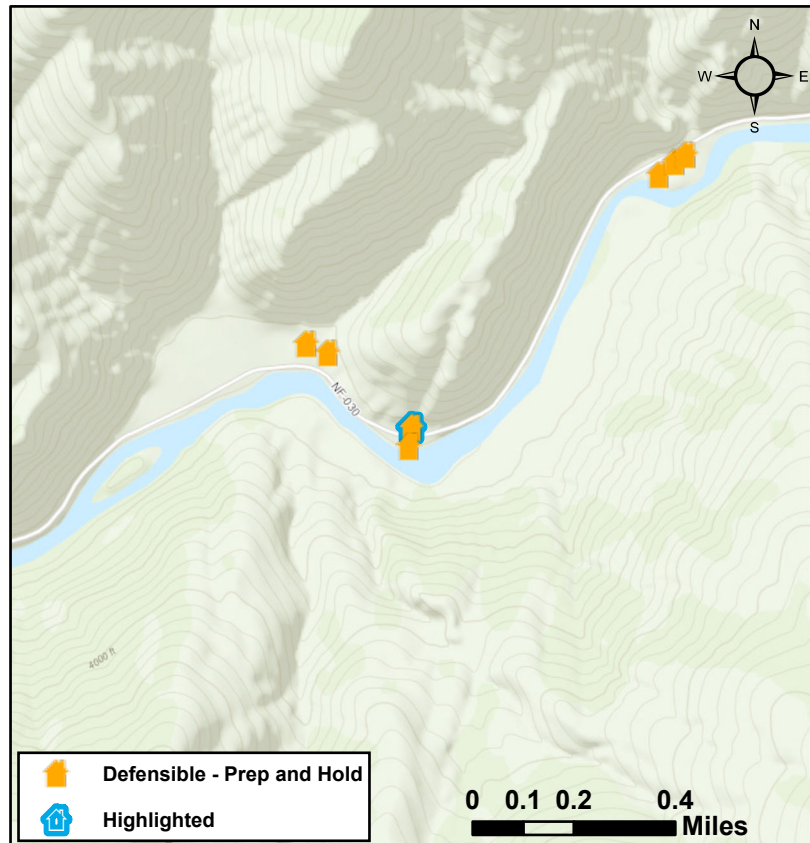 N
W E
S
NF-030
4000 ft
Defensible - Prep and Hold
Highlighted
0 0.1 0.2 0.4
Miles